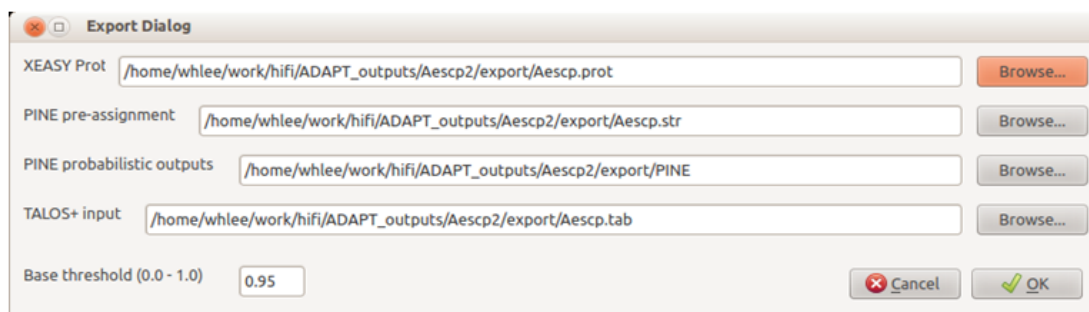 Export Dialog
XEASY Prot /home/whlee/work/hifi/ADAPT_outputs/Aescp2/export/Aescp.prot Browse...
PINE pre-assignment /home/whlee/work/hifi/ADAPT_outputs/Aescp2/export/Aescp.str Browse...
PINE probabilistic outputs /home/whlee/work/hifi/ADAPT_outputs/Aescp2/export/PINE Browse...
TALOS+ input /home/whlee/work/hifi/ADAPT_outputs/Aescp2/export/Aescp.tab Browse...
Base threshold (0.0 - 1.0) 0.95 Cancel OK